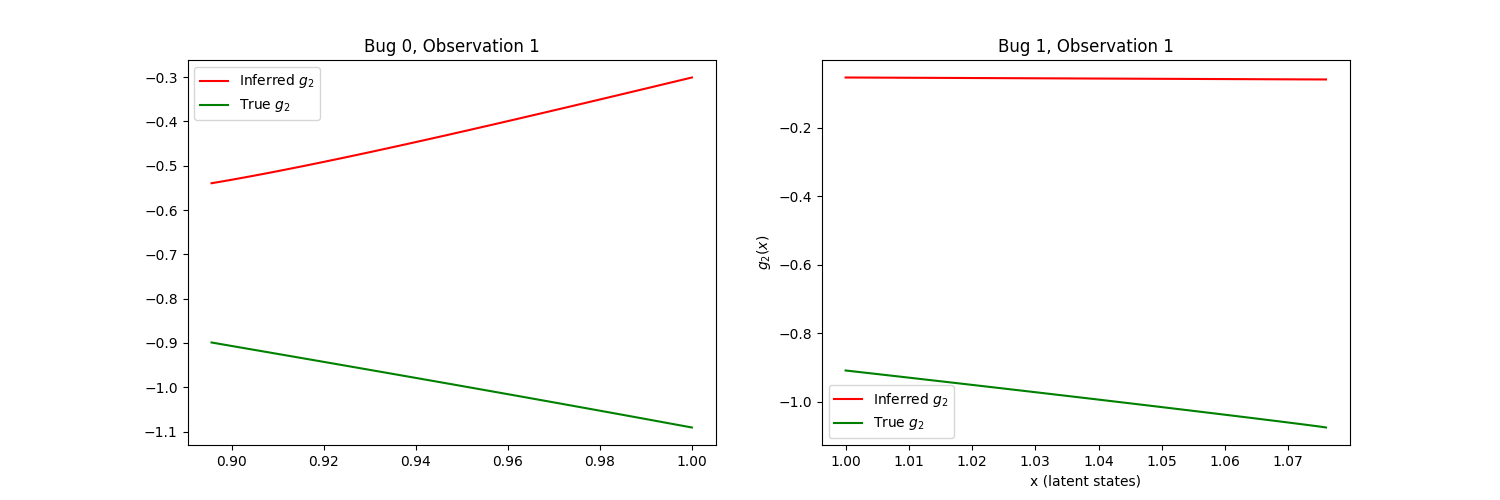 Bug 0, Observation 1
Inferred g₂
True g₂
−0.3
−0.4
−0.5
−0.6
−0.7
−0.8
−0.9
−1.0
−1.1
0.90 0.92 0.94 0.96 0.98 1.00
Bug 1, Observation 1
g₂(x)
−0.2
−0.4
−0.6
−0.8
−1.0
Inferred g₂
True g₂
1.00 1.01 1.02 1.03 1.04 1.05 1.06 1.07
x (latent states)